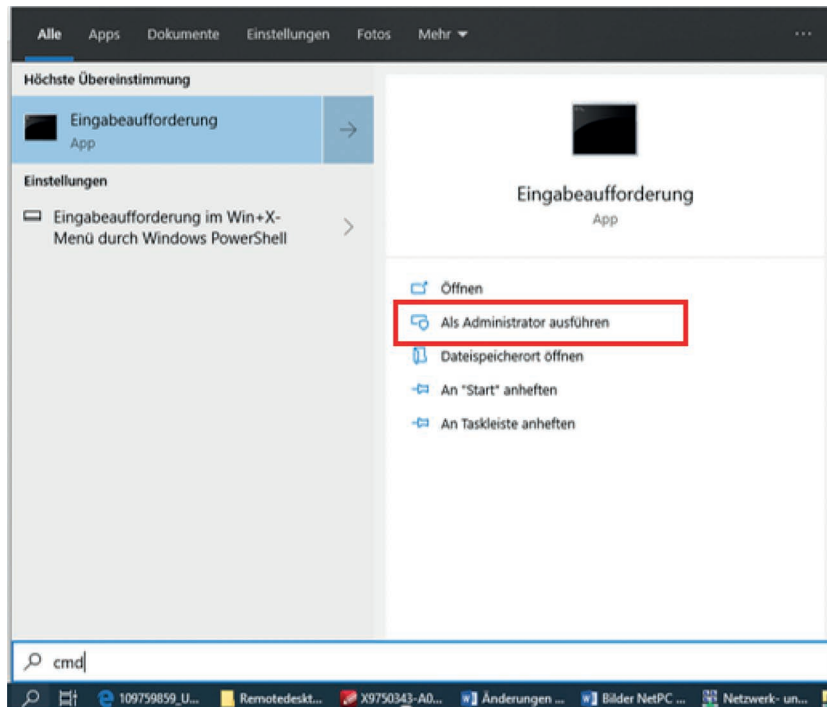 Alle Apps Dokumente Einstellungen Fotos Mehr
Höchste Übereinstimmung
Eingabeaufforderung
App
Einstellungen
Eingabeaufforderung im Win+X-
Menü durch Windows PowerShell
Eingabeaufforderung
App
Öffnen
Als Administrator ausführen
Dateispeicherort öffnen
An "Start" anheften
An Taskleiste anheften
cmd
109759859_U... Remotedeskt... X9750343-A0... Änderungen ... Bilder NetPC ... Netzwerk- un...